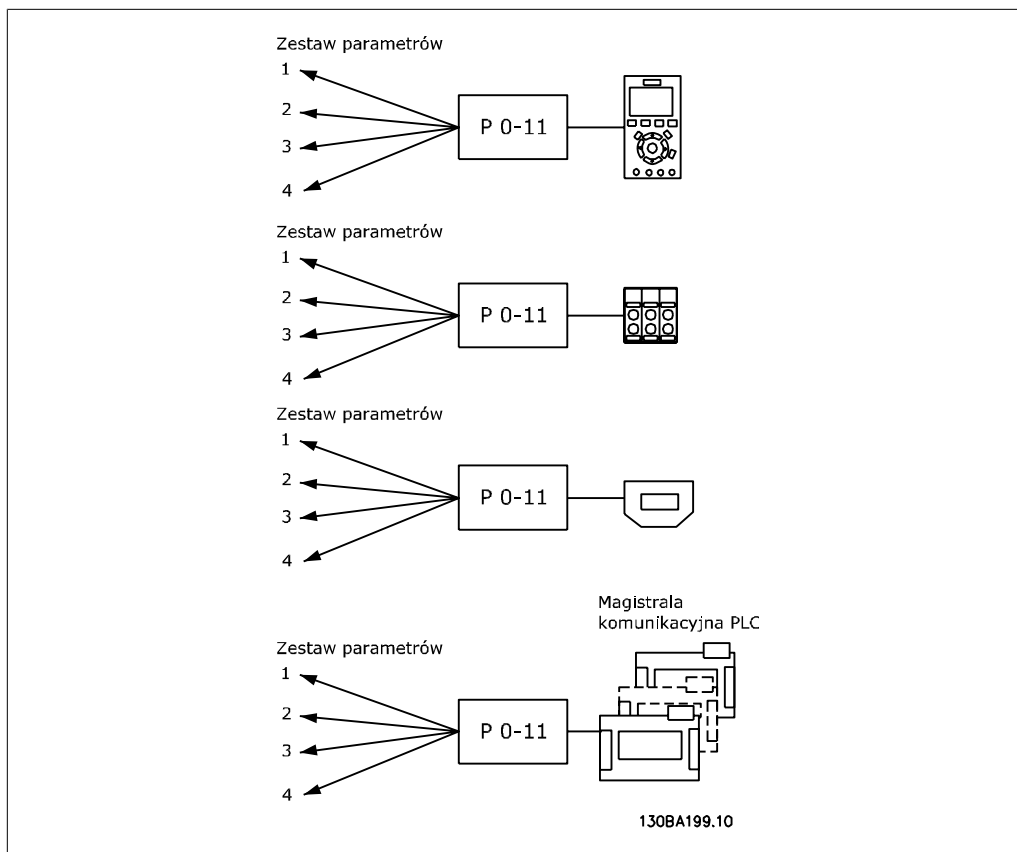 Zestaw parametrów
1
2
3
4
P 0-11
Zestaw parametrów
1
2
3
4
P 0-11
Zestaw parametrów
1
2
3
4
P 0-11
Magistrala
komunikacyjna PLC
Zestaw parametrów
1
2
3
4
P 0-11
130BA199.10